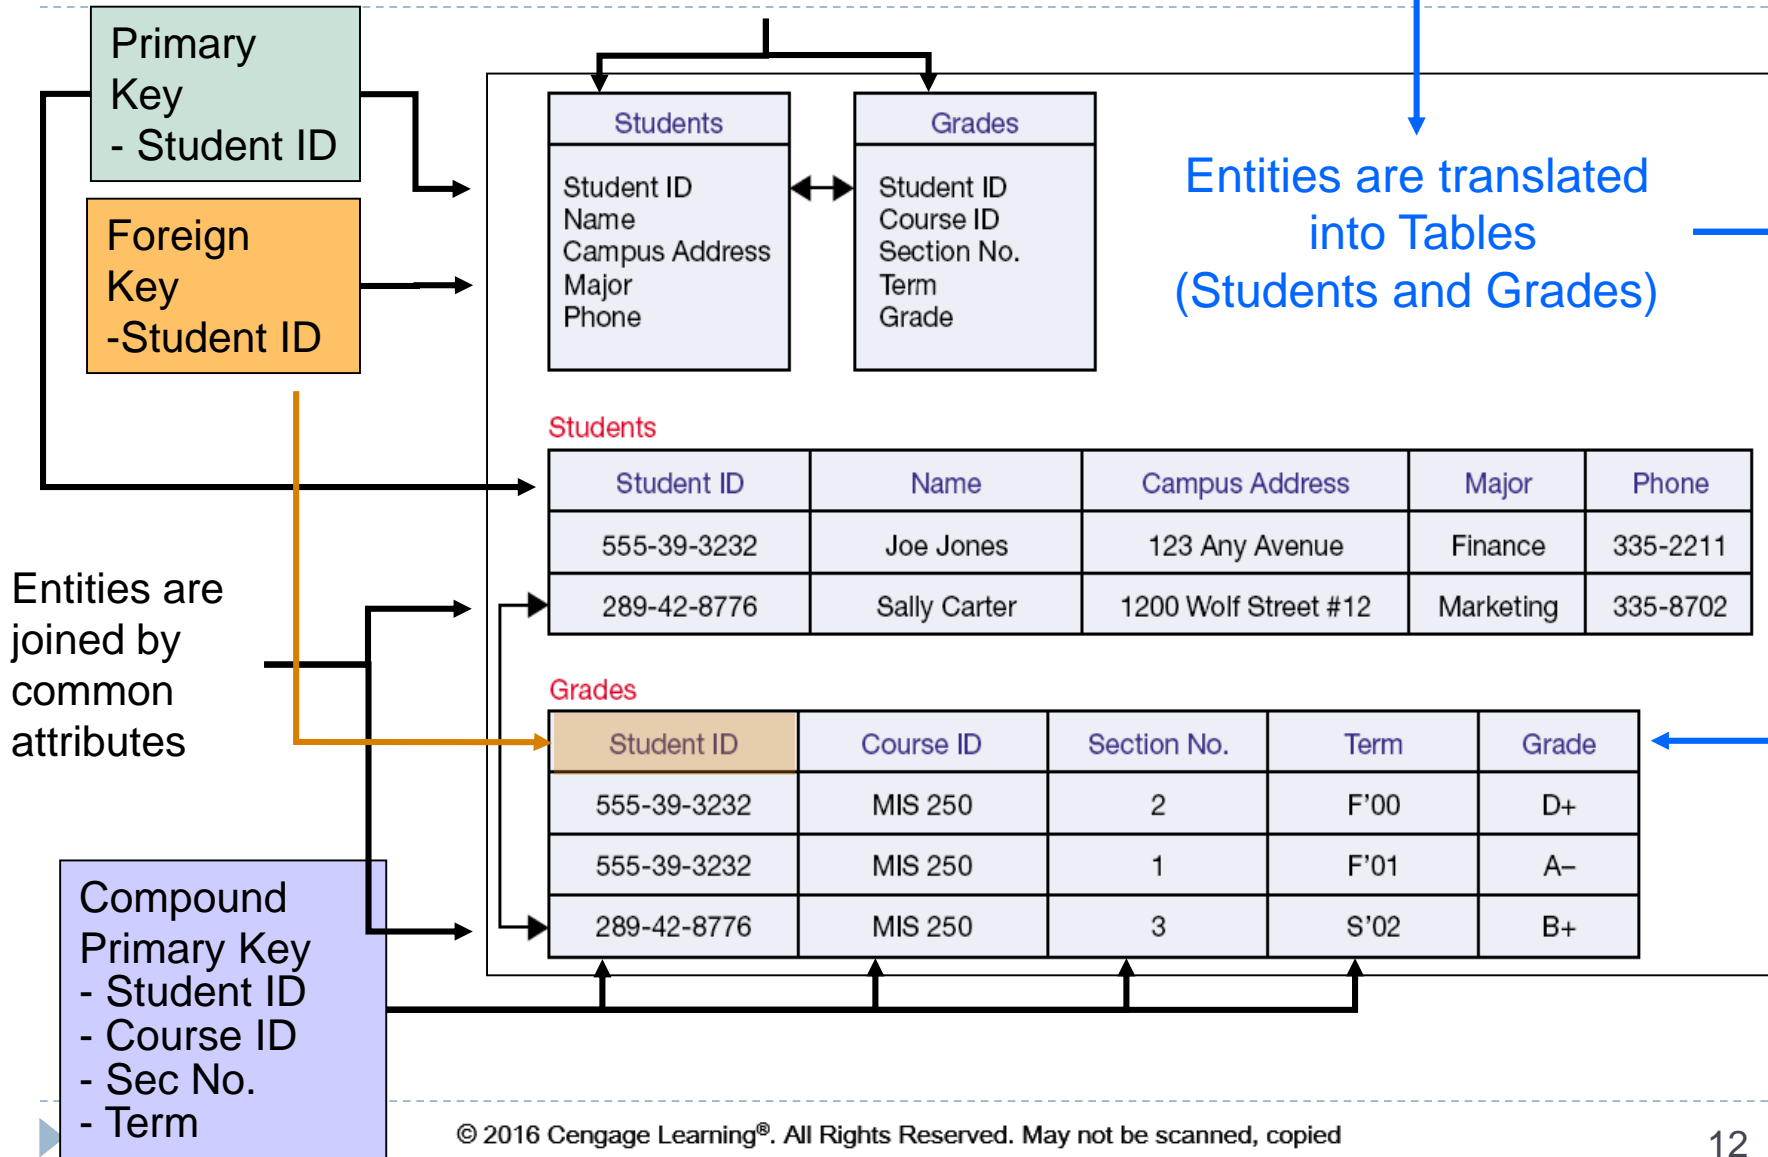 Primary
Key
- Student ID
Foreign
Key
-Student ID
Students
Student ID
Name
Campus Address
Major
Phone
Grades
Student ID
Course ID
Section No.
Term
Grade
Entities are translated
into Tables
(Students and Grades)
Students
Student ID Name Campus Address Major Phone
555-39-3232 Joe Jones 123 Any Avenue Finance 335-2211
289-42-8776 Sally Carter 1200 Wolf Street #12 Marketing 335-8702
Entities are
joined by
common
attributes
Grades
Student ID Course ID Section No. Term Grade
555-39-3232 MIS 250 2 F’00 D+
555-39-3232 MIS 250 1 F’01 A–
289-42-8776 MIS 250 3 S’02 B+
Compound
Primary Key
- Student ID
- Course ID
- Sec No.
- Term
© 2016 Cengage Learning®. All Rights Reserved. May not be scanned, copied
12